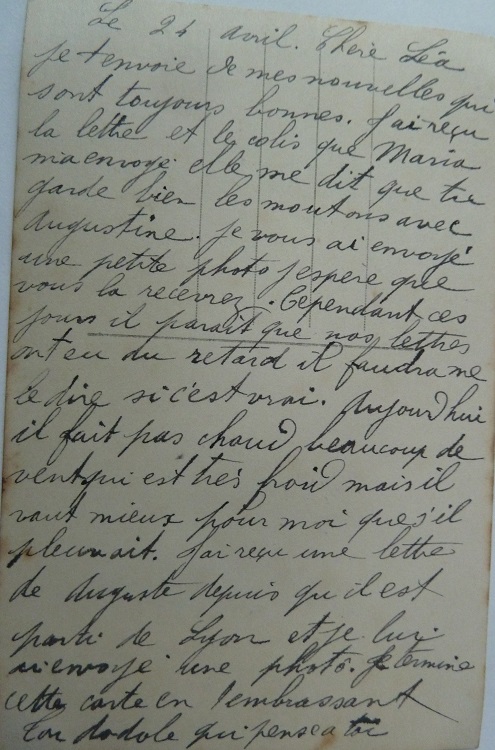 Le 24 avril. Chère Léa
je t envoie de mes nouvelles qui
sont toujours bonnes. J'ai reçu
la lettre et le colis que Maria
m'a envoyé. elle me dit que tu
garde bien les moutons avec
Augustine. je vous ai envoyé
une petite photo j'espère que
vous la recevrez. Cependant ces
jours il paraît que nos lettres
ont eu du retard il faudra me
le dire si c'est vrai. Aujourd'hui
il fait pas chaud beaucoup de
vent qui est très froid mais il
vaut mieux pour moi que s'il
pleuvait. J'ai reçu une lettre
de Auguste depuis qu il est
parti de Lyon et je lui
ai envoyé une photo. Je termine
cette carte en t'embrassant
Ton qui pense a toi